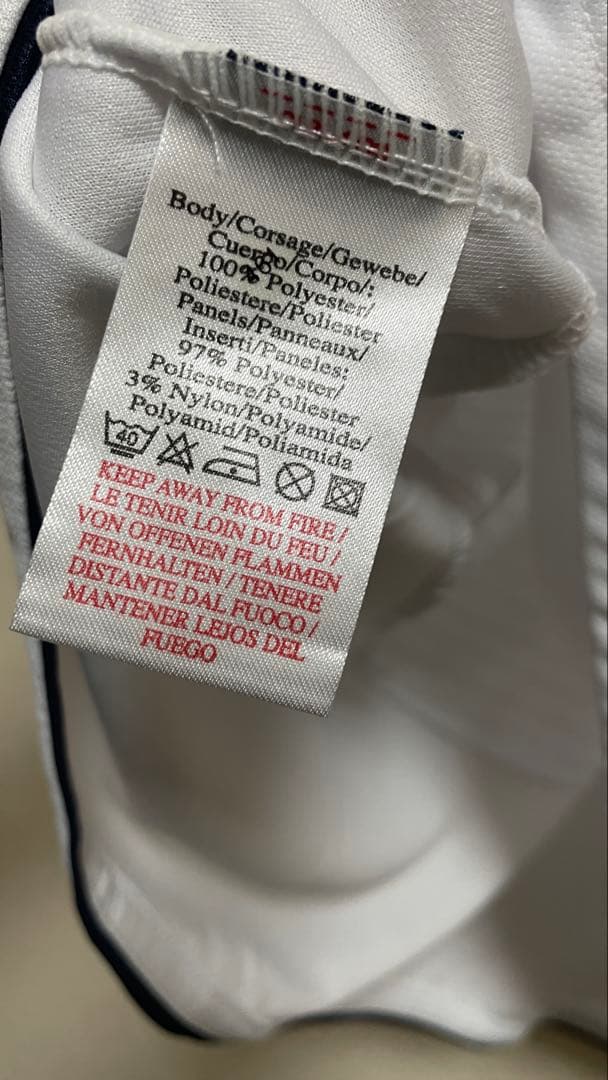 Body/Corsage/Gewebe/
Cuerpo/Corpo/:
100% Polyester/
Poliestere/Poliester
Panels/Panneaux/
Inserti/Paneles:
97% Polyester/
Poliestere/Poliester
3% Nylon/Polyamide/
Polyamid/Poliamida
40
KEEP AWAY FROM FIRE /
LE TENIR LOIN DU FEU /
VON OFFENEN FLAMMEN
FERNHALTEN / TENERE
DISTANTE DAL FUOCO /
MANTENER LEJOS DEL
FUEGO